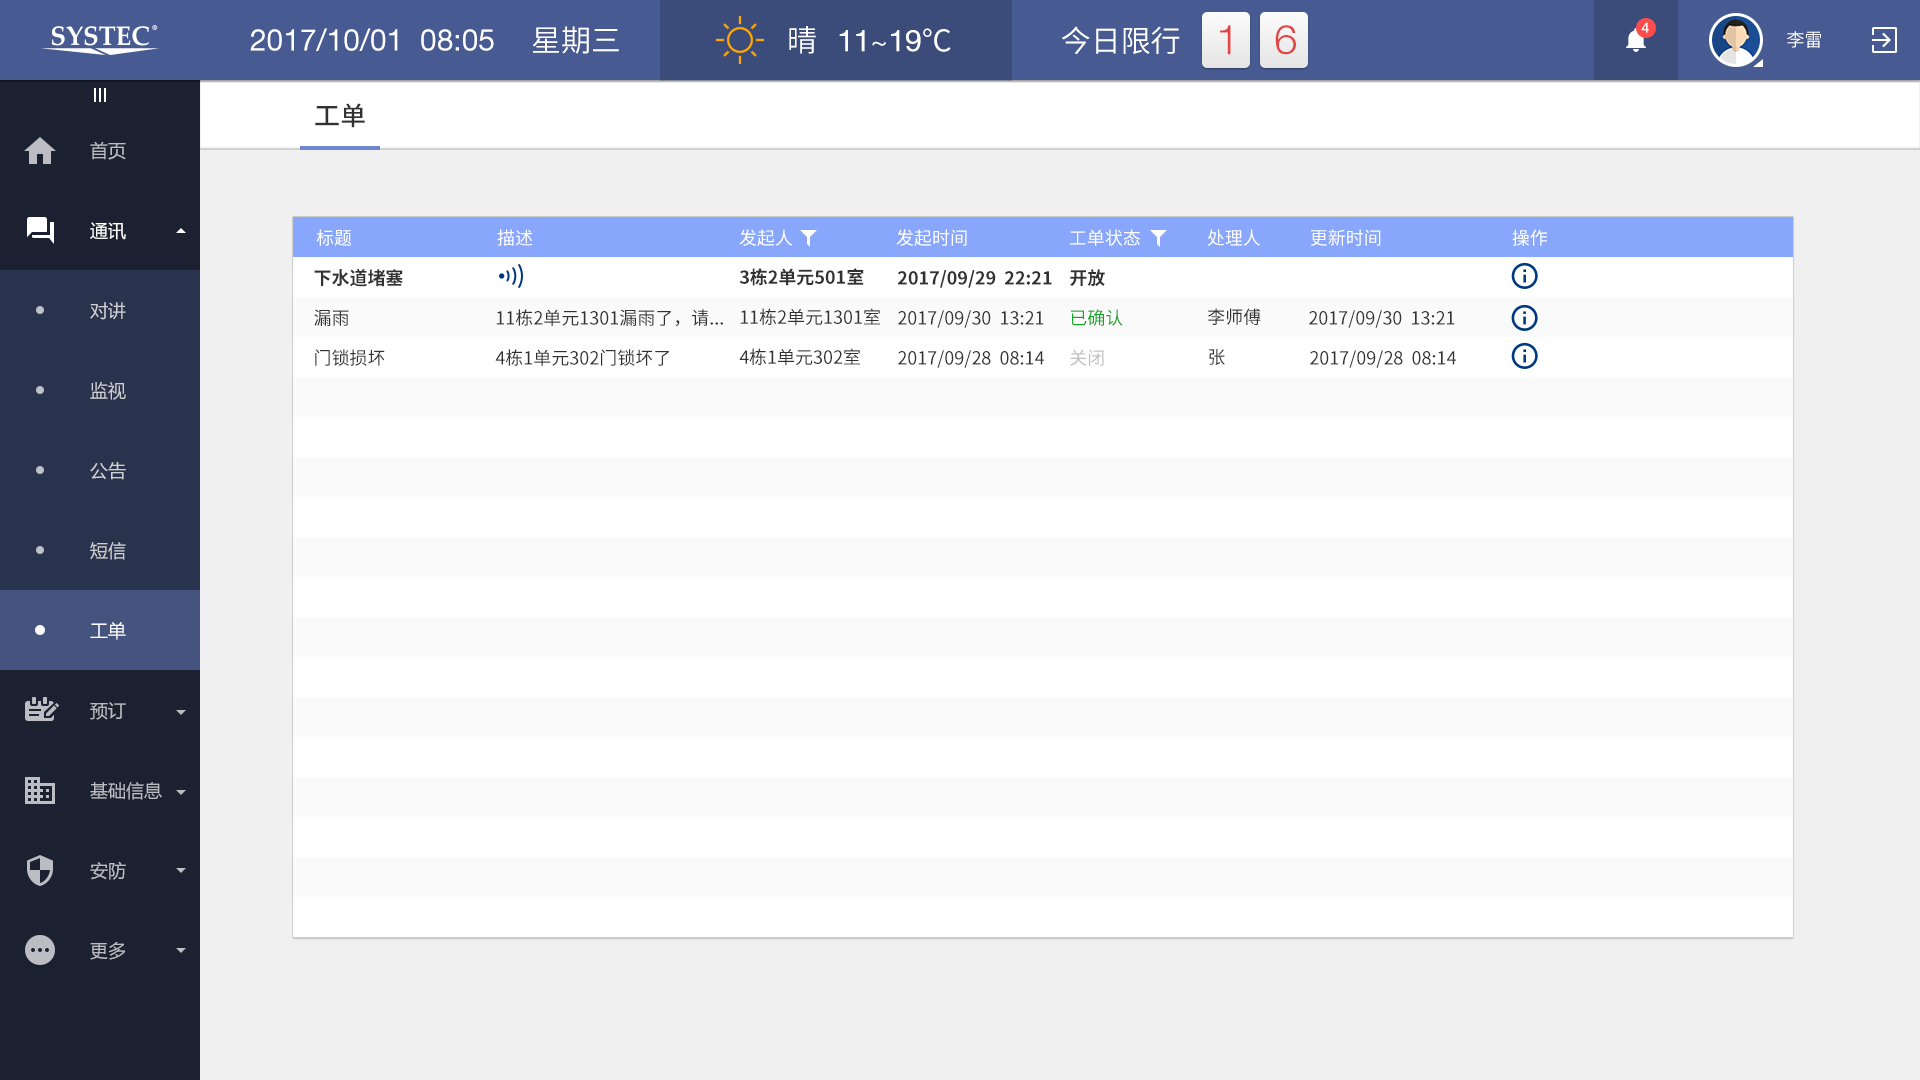 SYSTEC®
2017/10/01 08:05 星期三
晴 11~19℃
今日限行 1 6
4
李雷
工单
首页
通讯
对讲
监视
公告
短信
工单
预订
基础信息
安防
更多
标题 描述 发起人 发起时间 工单状态 处理人 更新时间 操作
下水道堵塞 3栋2单元501室 2017/09/29 22:21 开放
漏雨 11栋2单元1301漏雨了，请... 11栋2单元1301室 2017/09/30 13:21 已确认 李师傅 2017/09/30 13:21
门锁损坏 4栋1单元302门锁坏了 4栋1单元302室 2017/09/28 08:14 关闭 张 2017/09/28 08:14